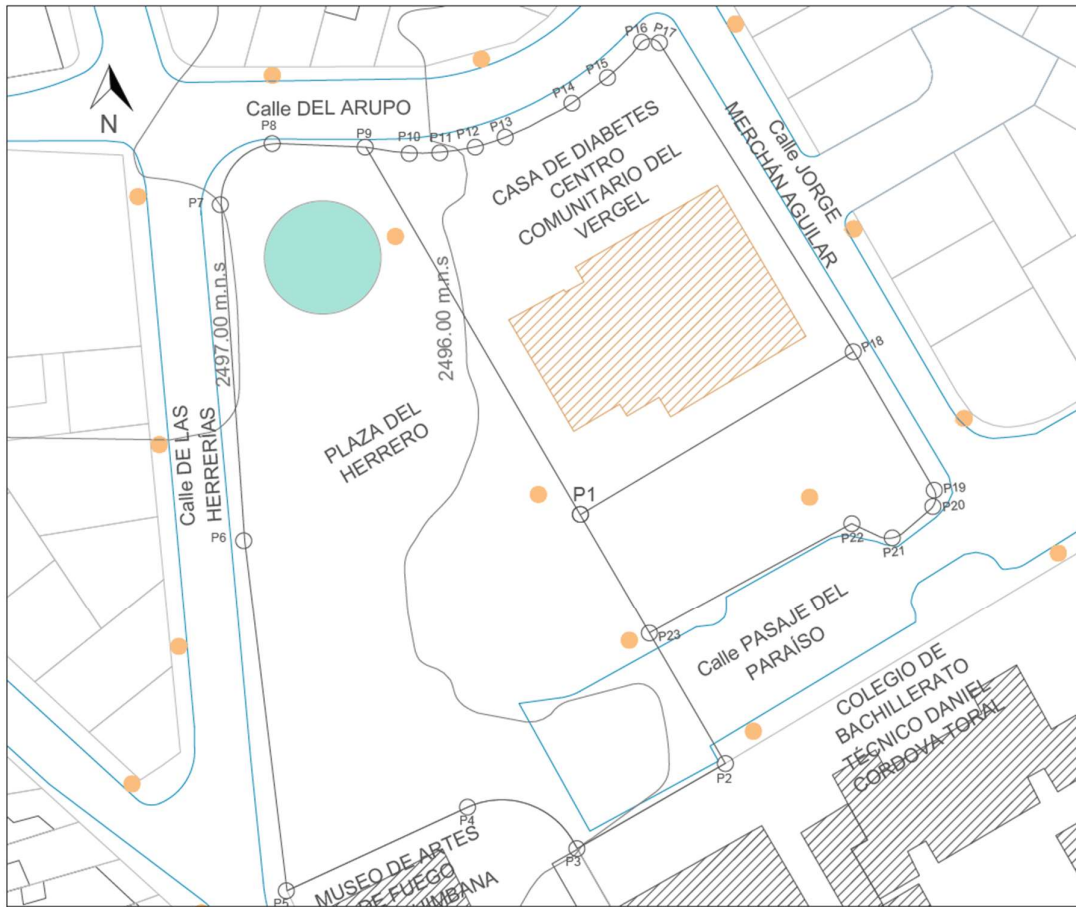 P16
P17
P15
P14
Calle DEL ARUPO
N
P8
P9
P10
P11
P12
P13
CASA DE DIABETES
CENTRO
COMUNITARIO DEL
VERGEL
Calle JORGE
MERCHÁN AGUILAR
P7
2497.00 m.n.s
2496.00 m.n.s
P18
PLAZA DEL
HERRERO
Calle DE LAS
HERRERÍAS
P1
P19
P20
P22
P21
P6
P23
Calle PASAJE DEL
PARAÍSO
COLEGIO DE
BACHILLERATO
TÉCNICO DANIEL
CORDOVA TORAL
P2
P4
P3
P5
MUSEO DE ARTES
DE FUEGO